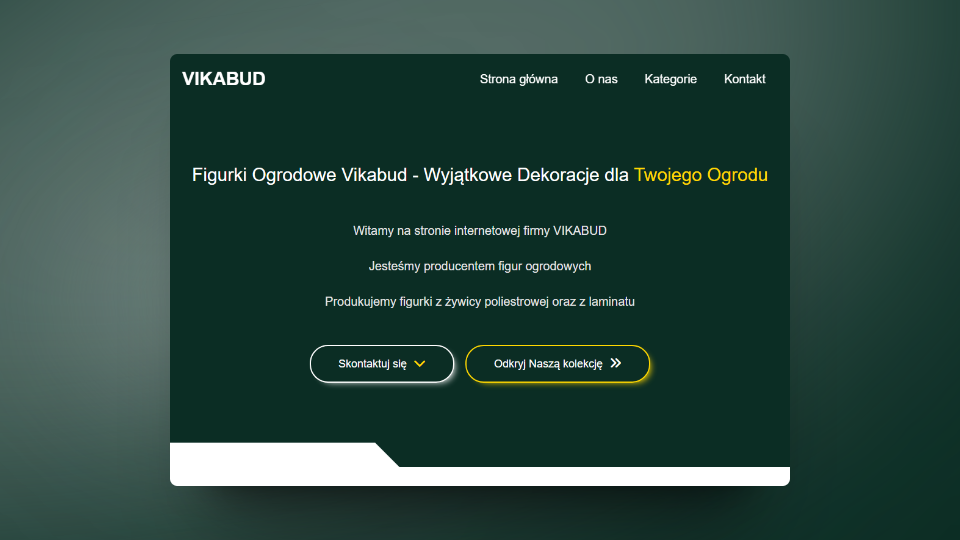 VIKABUD
Strona główna O nas Kategorie Kontakt
Figurki Ogrodowe Vikabud - Wyjątkowe Dekoracje dla Twojego Ogrodu
Witamy na stronie internetowej firmy VIKABUD
Jesteśmy producentem figur ogrodowych
Produkujemy figurki z żywicy poliestrowej oraz z laminatu
Skontaktuj się
Odkryj Naszą kolekcję